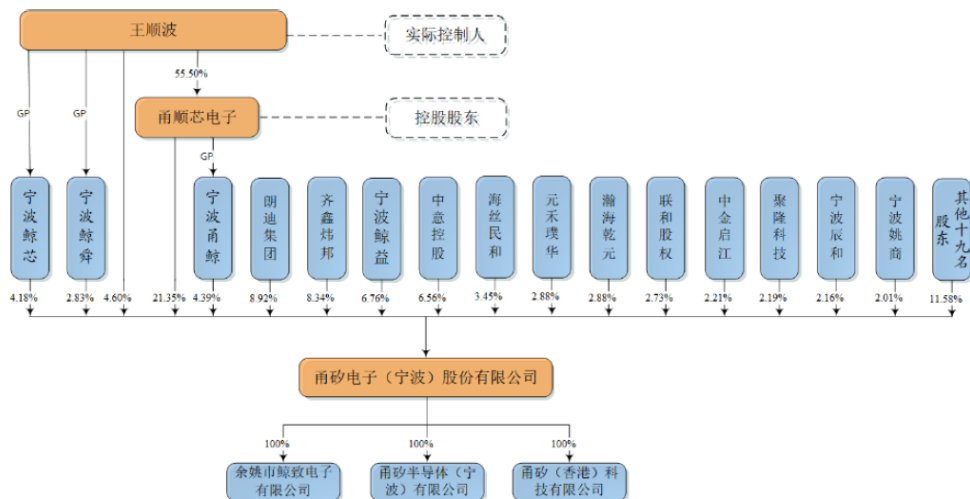 王顺波
实际控制人
55.50%
GP
GP
甬顺芯电子
控股股东
GP
宁波鲸芯
宁波鲸舜
宁波甬鲸
朗迪集团
齐鑫炜邦
宁波鲸益
中意控股
海丝民和
元禾璞华
瀚海乾元
联和股权
中金启江
聚隆科技
宁波辰和
宁波姚商
其他十九名
股东
4.18%
2.83%
4.60%
21.35%
4.39%
8.92%
8.34%
6.76%
6.56%
3.45%
2.88%
2.88%
2.73%
2.21%
2.19%
2.16%
2.01%
11.58%
甬矽电子（宁波）股份有限公司
100%
100%
100%
余姚市鲸致电子
有限公司
甬矽半导体（宁
波）有限公司
甬矽（香港）科
技有限公司